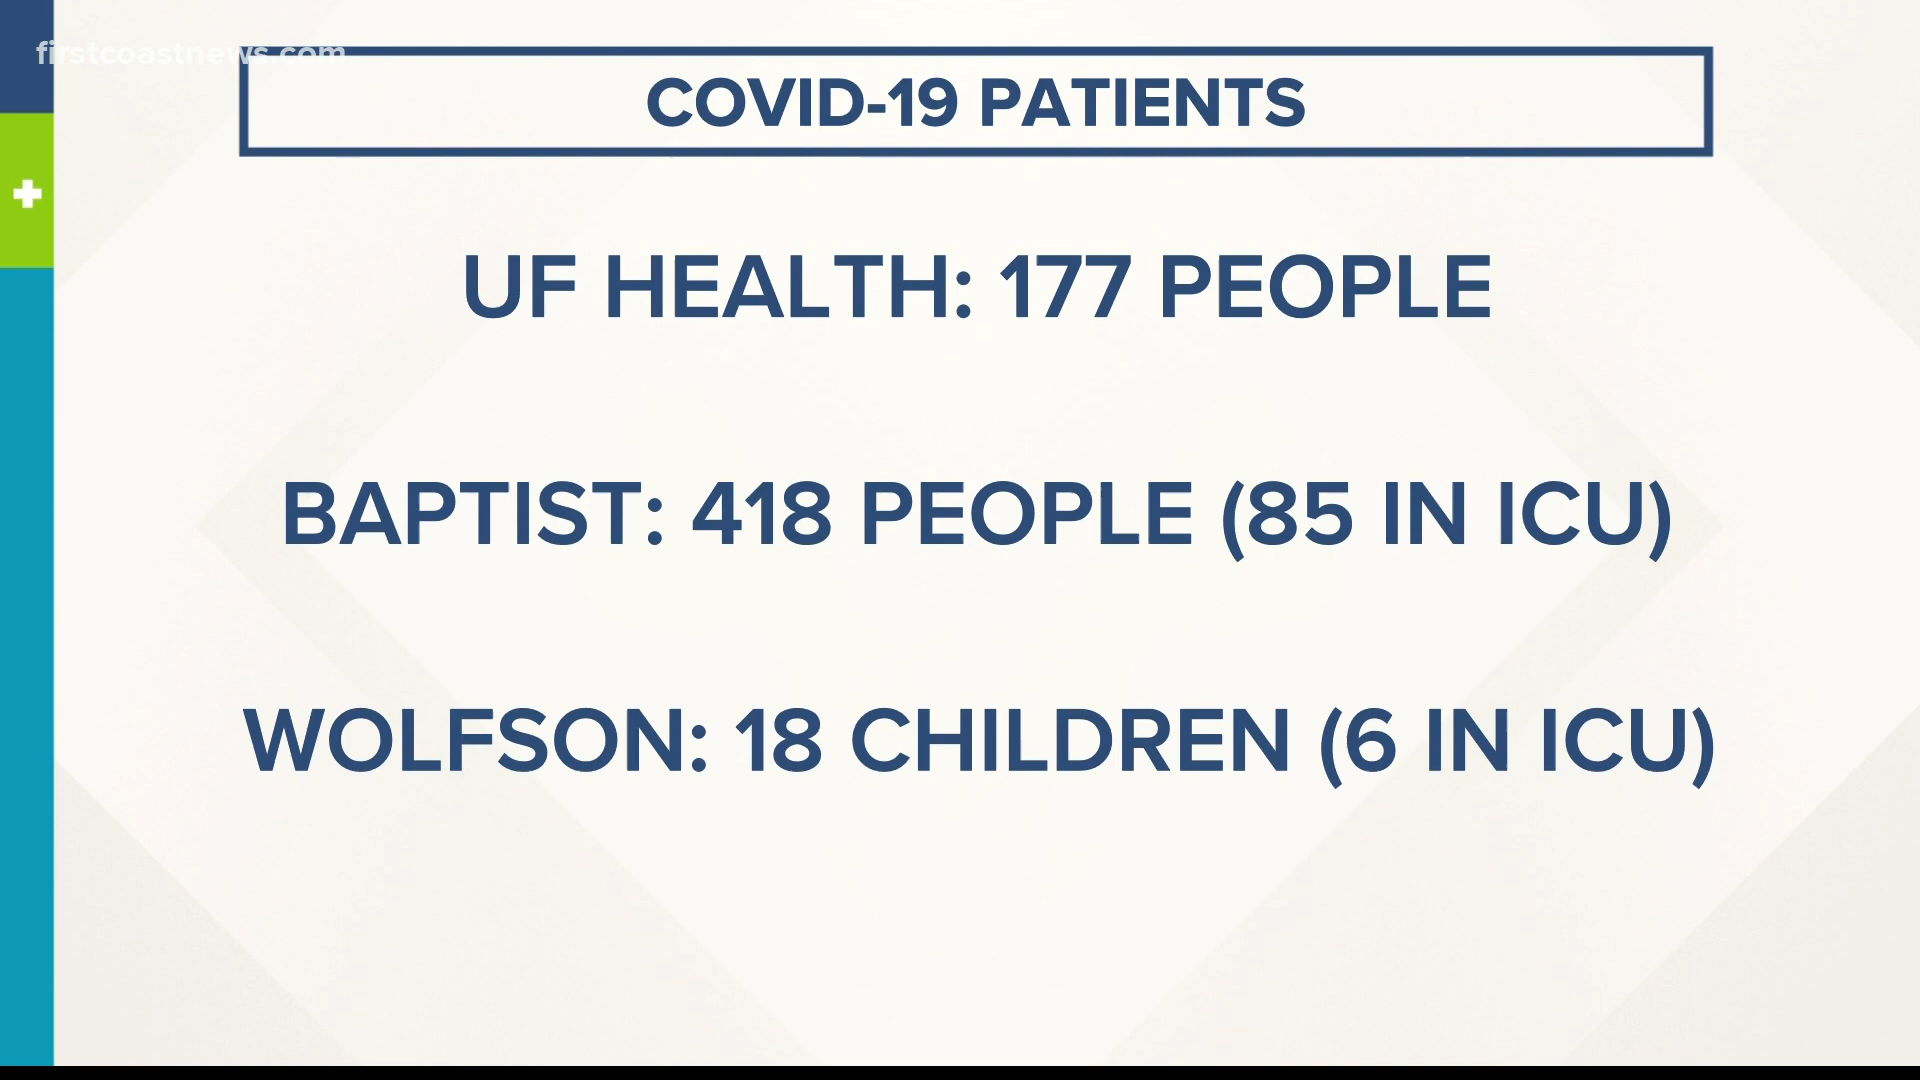 firstcoastnews.com
COVID-19 PATIENTS
UF HEALTH: 177 PEOPLE
BAPTIST: 418 PEOPLE (85 IN ICU)
WOLFSON: 18 CHILDREN (6 IN ICU)